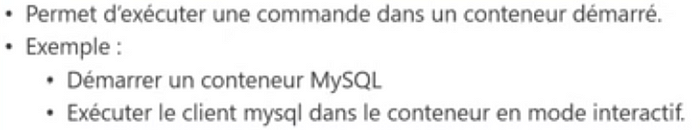 • Permet d'exécuter une commande dans un conteneur démarré.
• Exemple :
• Démarrer un conteneur MySQL
• Exécuter le client mysql dans le conteneur en mode interactif.